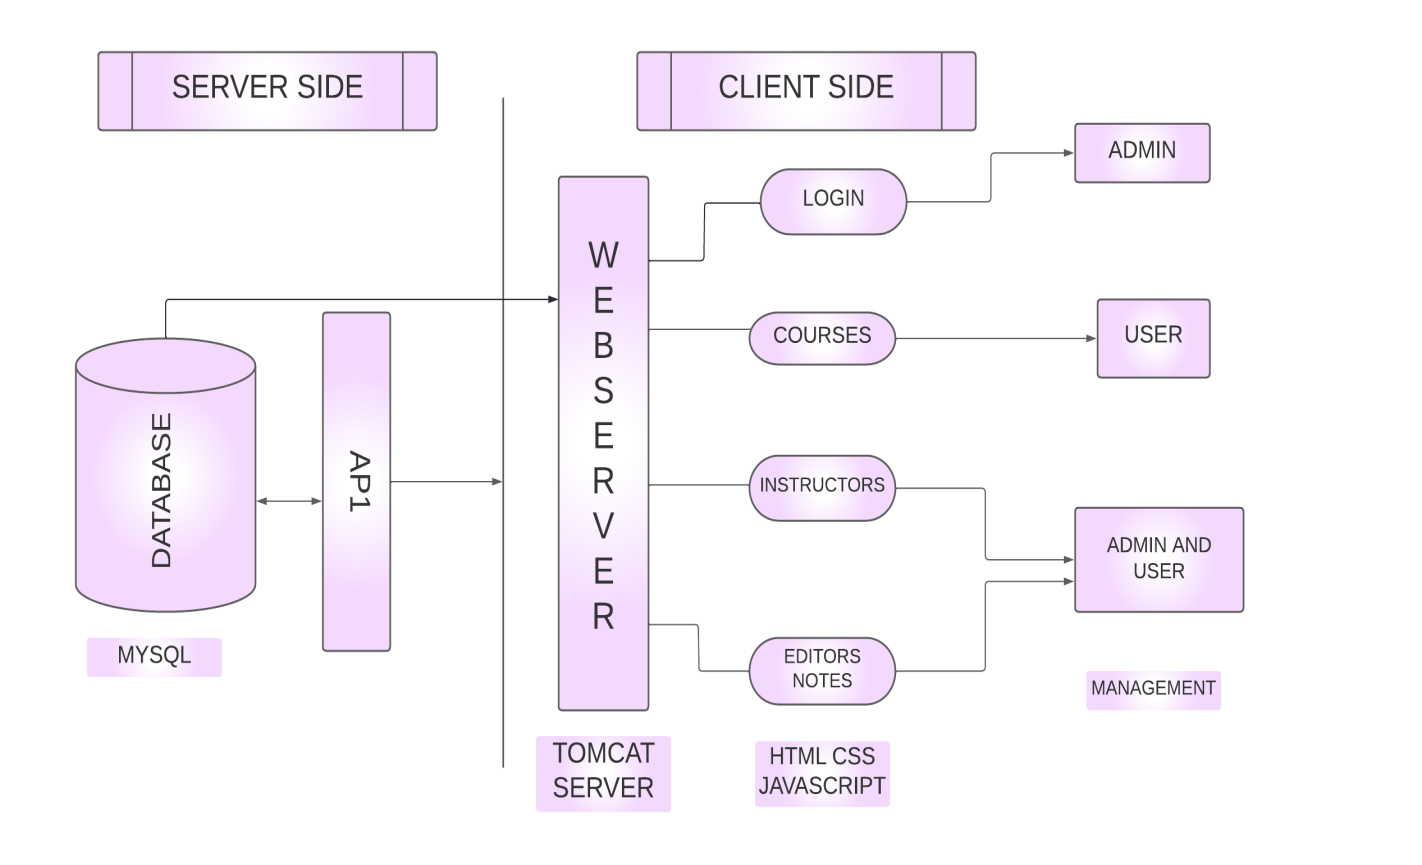 SERVER SIDE
CLIENT SIDE
ADMIN
LOGIN
W
E
B
S
E
R
V
E
R
COURSES
USER
DATABASE
AP1
INSTRUCTORS
ADMIN AND
USER
EDITORS
NOTES
MYSQL
MANAGEMENT
TOMCAT
SERVER
HTML CSS
JAVASCRIPT